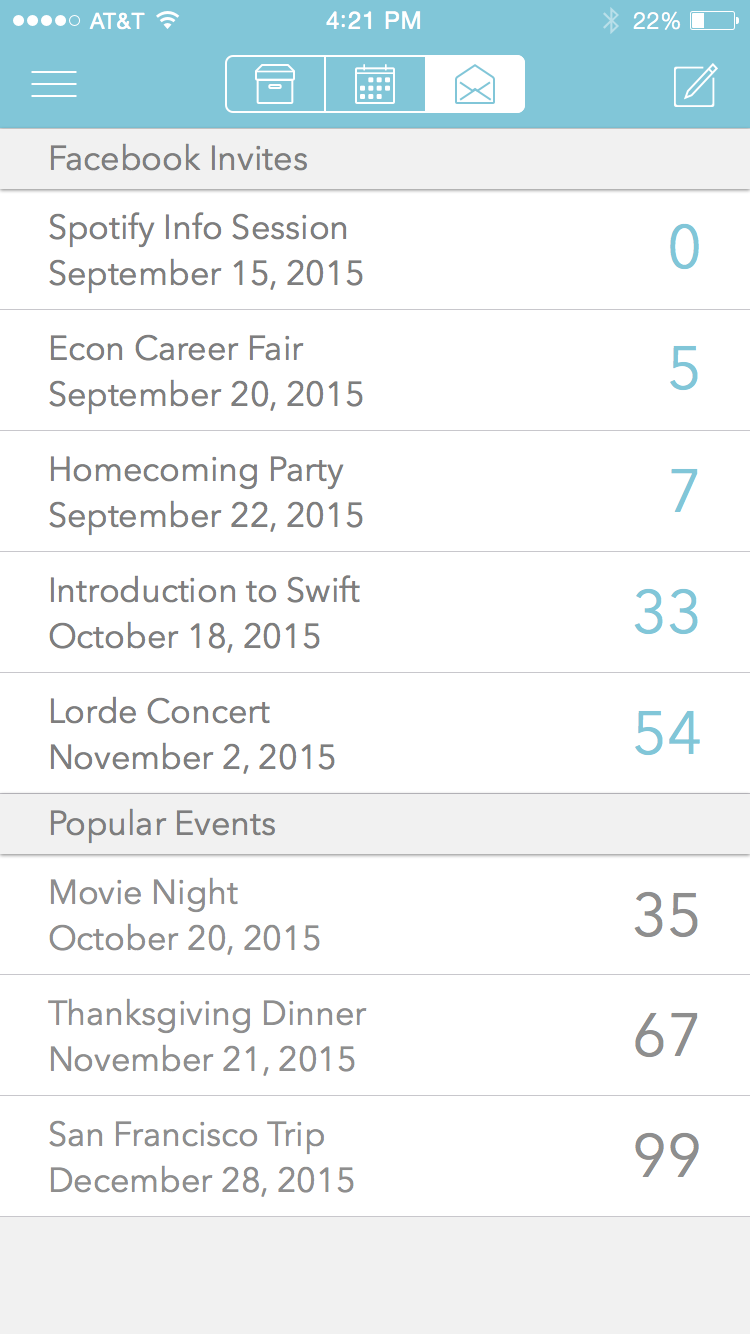 AT&T 4:21 PM 22%
Facebook Invites
Spotify Info Session
September 15, 2015
0
Econ Career Fair
September 20, 2015
5
Homecoming Party
September 22, 2015
7
Introduction to Swift
October 18, 2015
33
Lorde Concert
November 2, 2015
54
Popular Events
Movie Night
October 20, 2015
35
Thanksgiving Dinner
November 21, 2015
67
San Francisco Trip
December 28, 2015
99